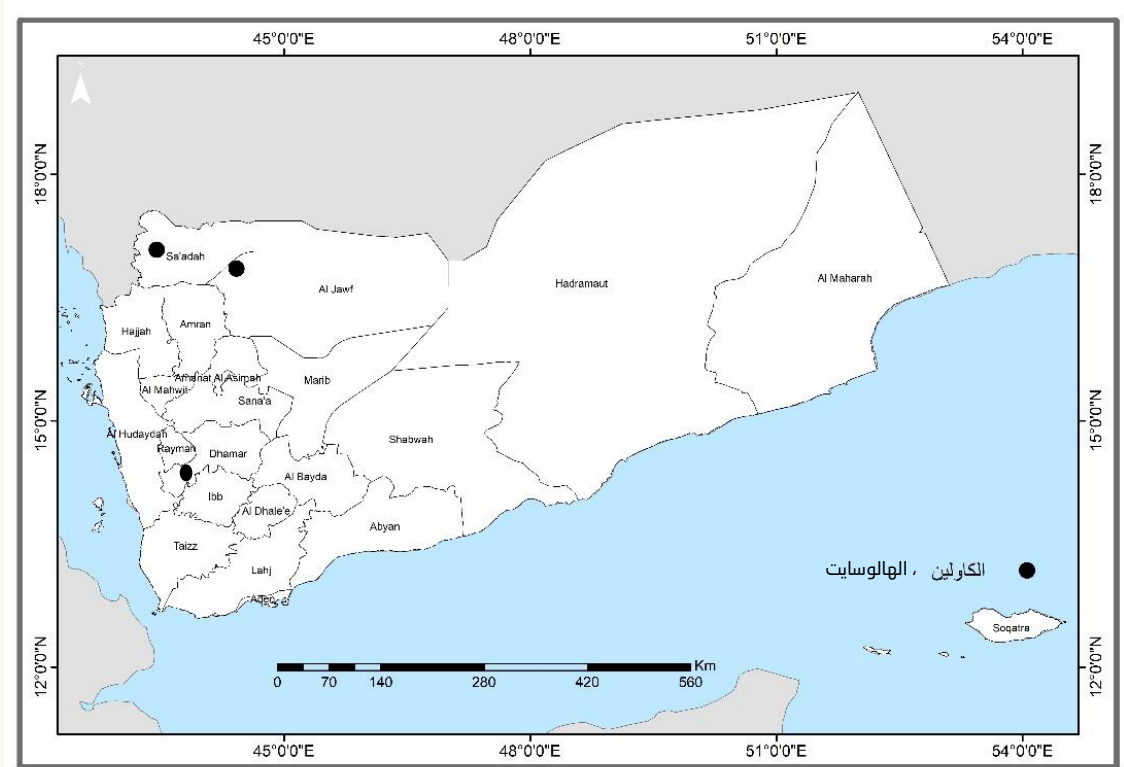 45°0'0"E 48°0'0"E 51°0'0"E 54°0'0"E
18°0'0"N 18°0'0"N
Sa'adah
Al Jawf
Hadramaut
Al Maharah
Hajjah
Amran
Marib
Amanat Al Asimah
Al Mahwit
Sana'a
15°0'0"N 15°0'0"N
Al Hudaydah
Shabwah
Raymah
Dhamar
Al Bayda
Ibb
Al Dhale'e
Abyan
Taizz
Lahj
الكاولين ، الهالوسايت
Aden
Soqatra
12°0'0"N 12°0'0"N
Km
0 70 140 280 420 560
45°0'0"E 48°0'0"E 51°0'0"E 54°0'0"E